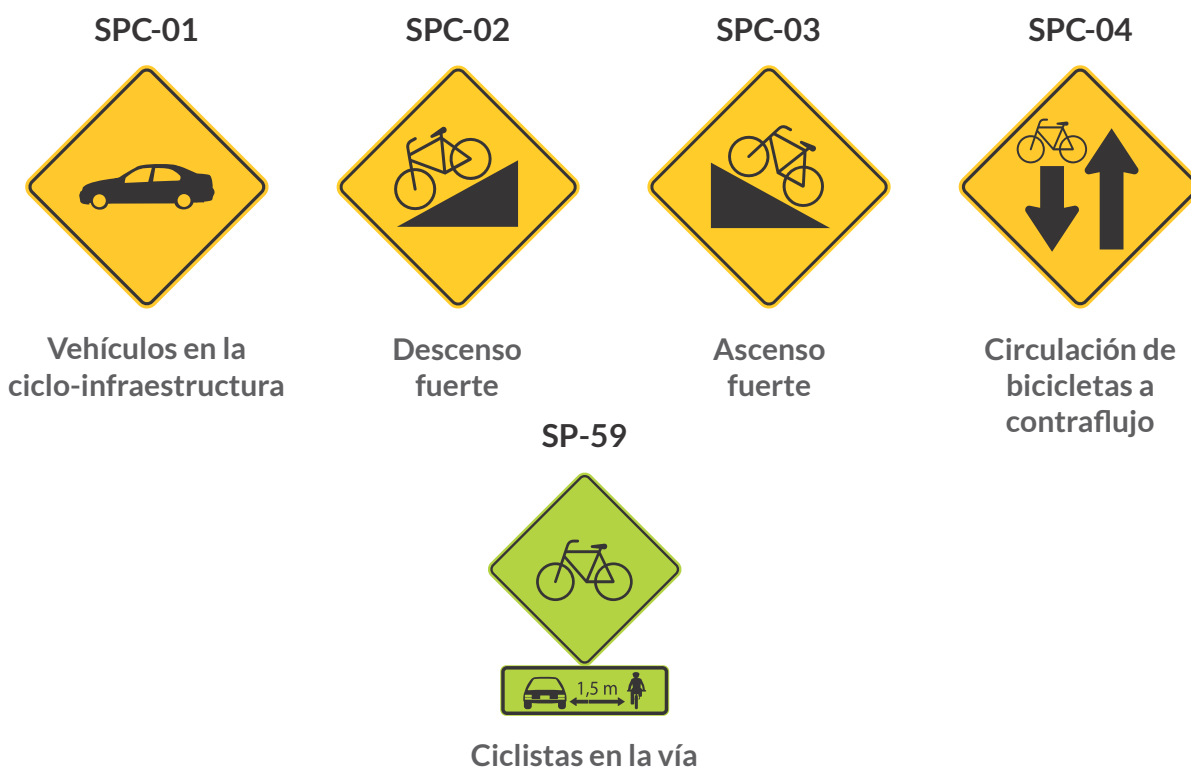 SPC-01
SPC-02
SPC-03
SPC-04
Vehículos en la
ciclo-infraestructura
Descenso
fuerte
Ascenso
fuerte
Circulación de
bicicletas a
contraflujo
SP-59
1,5 m
Ciclistas en la vía